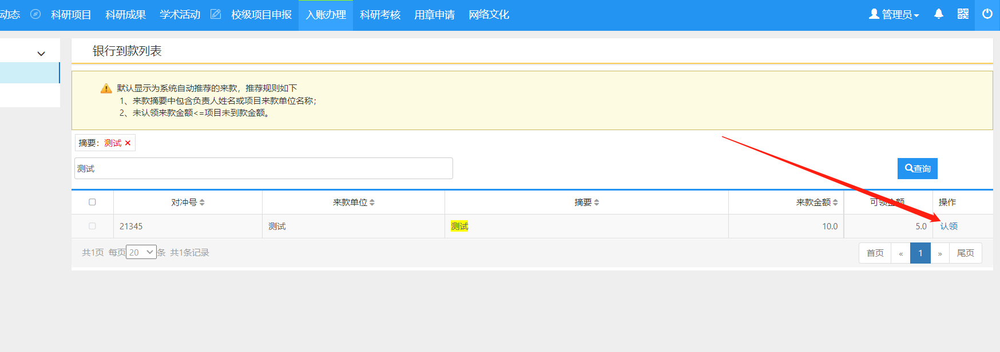 动态 科研项目 科研成果 学术活动 校级项目申报 入账办理 科研考核 用章申请 网络文化 管理员
银行到款列表
默认显示为系统自动推荐的来款，推荐规则如下
1、来款摘要中包含负责人姓名或项目来款单位名称；
2、未认领来款金额<=项目未到款金额。
摘要：测试 ×
测试 查询
对冲号 来款单位 摘要 来款金额 可领金额 操作
21345 测试 测试 10.0 5.0 认领
共1页 每页 20 条 共1条记录 首页 « 1 » 尾页